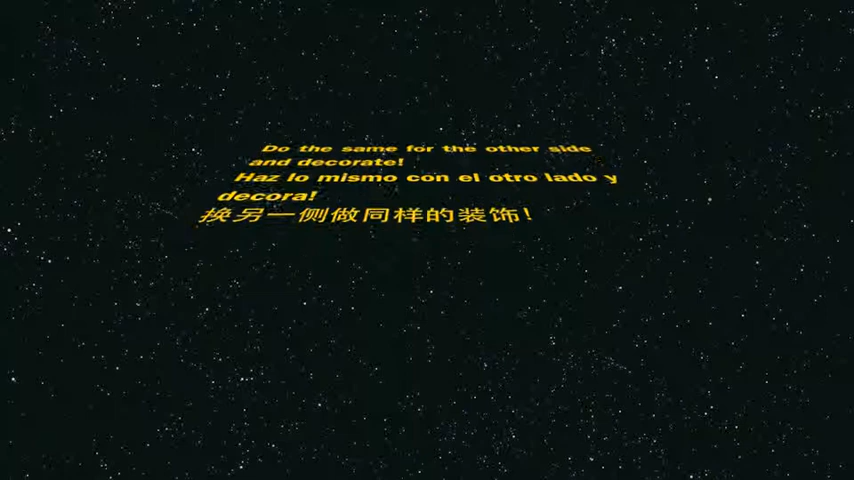 Do the same for the other side
and decorate!
Haz lo mismo con el otro lado y
decora!
换另一侧做同样的装饰!